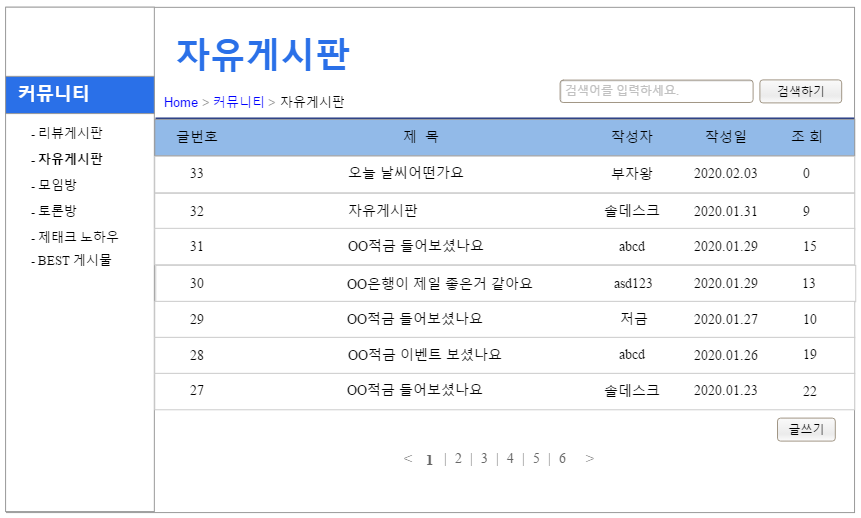 자유게시판
커뮤니티
Home > 커뮤니티 > 자유게시판
검색어를 입력하세요.
검색하기
- 리뷰게시판
- 자유게시판
- 모임방
- 토론방
- 제태크 노하우
- BEST 게시물
글번호 제 목 작성자 작성일 조 회
33 오늘 날씨어떤가요 부자왕 2020.02.03 0
32 자유게시판 솔데스크 2020.01.31 9
31 OO적금 들어보셨나요 abcd 2020.01.29 15
30 OO은행이 제일 좋은거 같아요 asd123 2020.01.29 13
29 OO적금 들어보셨나요 저금 2020.01.27 10
28 OO적금 이벤트 보셨나요 abcd 2020.01.26 19
27 OO적금 들어보셨나요 솔데스크 2020.01.23 22
글쓰기
< 1 | 2 | 3 | 4 | 5 | 6 >